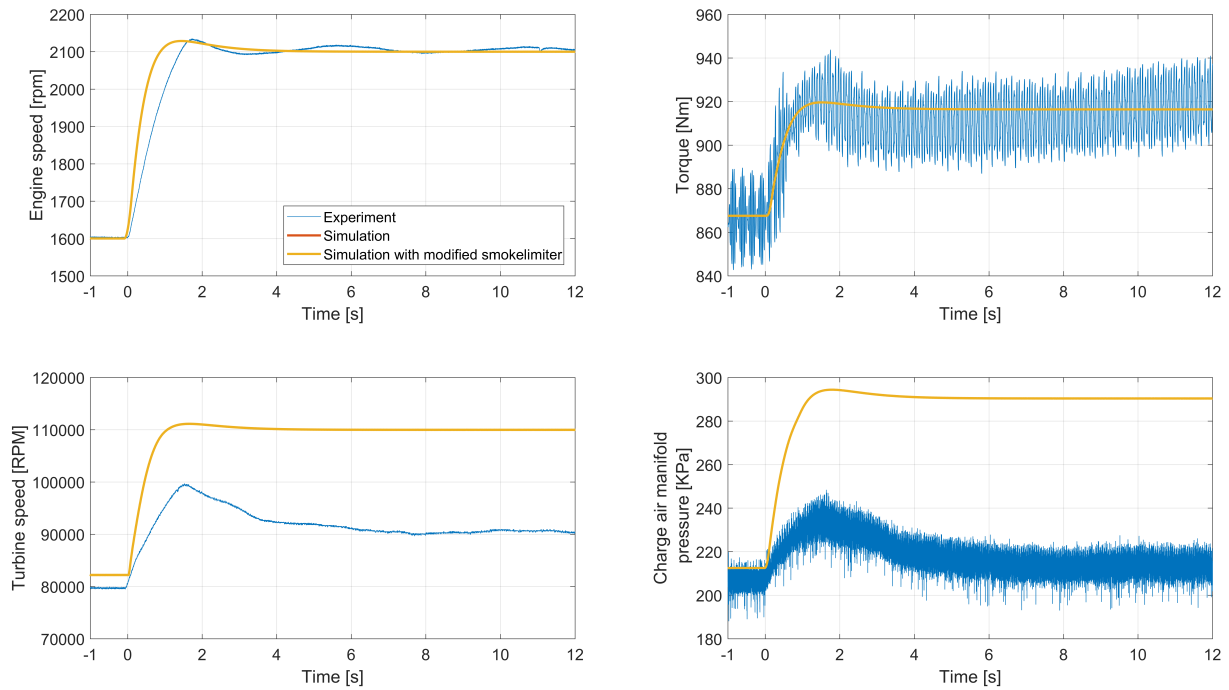 2200
2100
2000
1900
1800
1700
1600
1500
Engine speed [rpm]
-1 0 2 4 6 8 10 12
Time [s]
Experiment
Simulation
Simulation with modified smokelimiter
960
940
920
900
880
860
840
Torque [Nm]
-1 0 2 4 6 8 10 12
Time [s]
120000
110000
100000
90000
80000
70000
Turbine speed [RPM]
-1 0 2 4 6 8 10 12
Time [s]
300
280
260
240
220
200
180
Charge air manifold
pressure [KPa]
-1 0 2 4 6 8 10 12
Time [s]